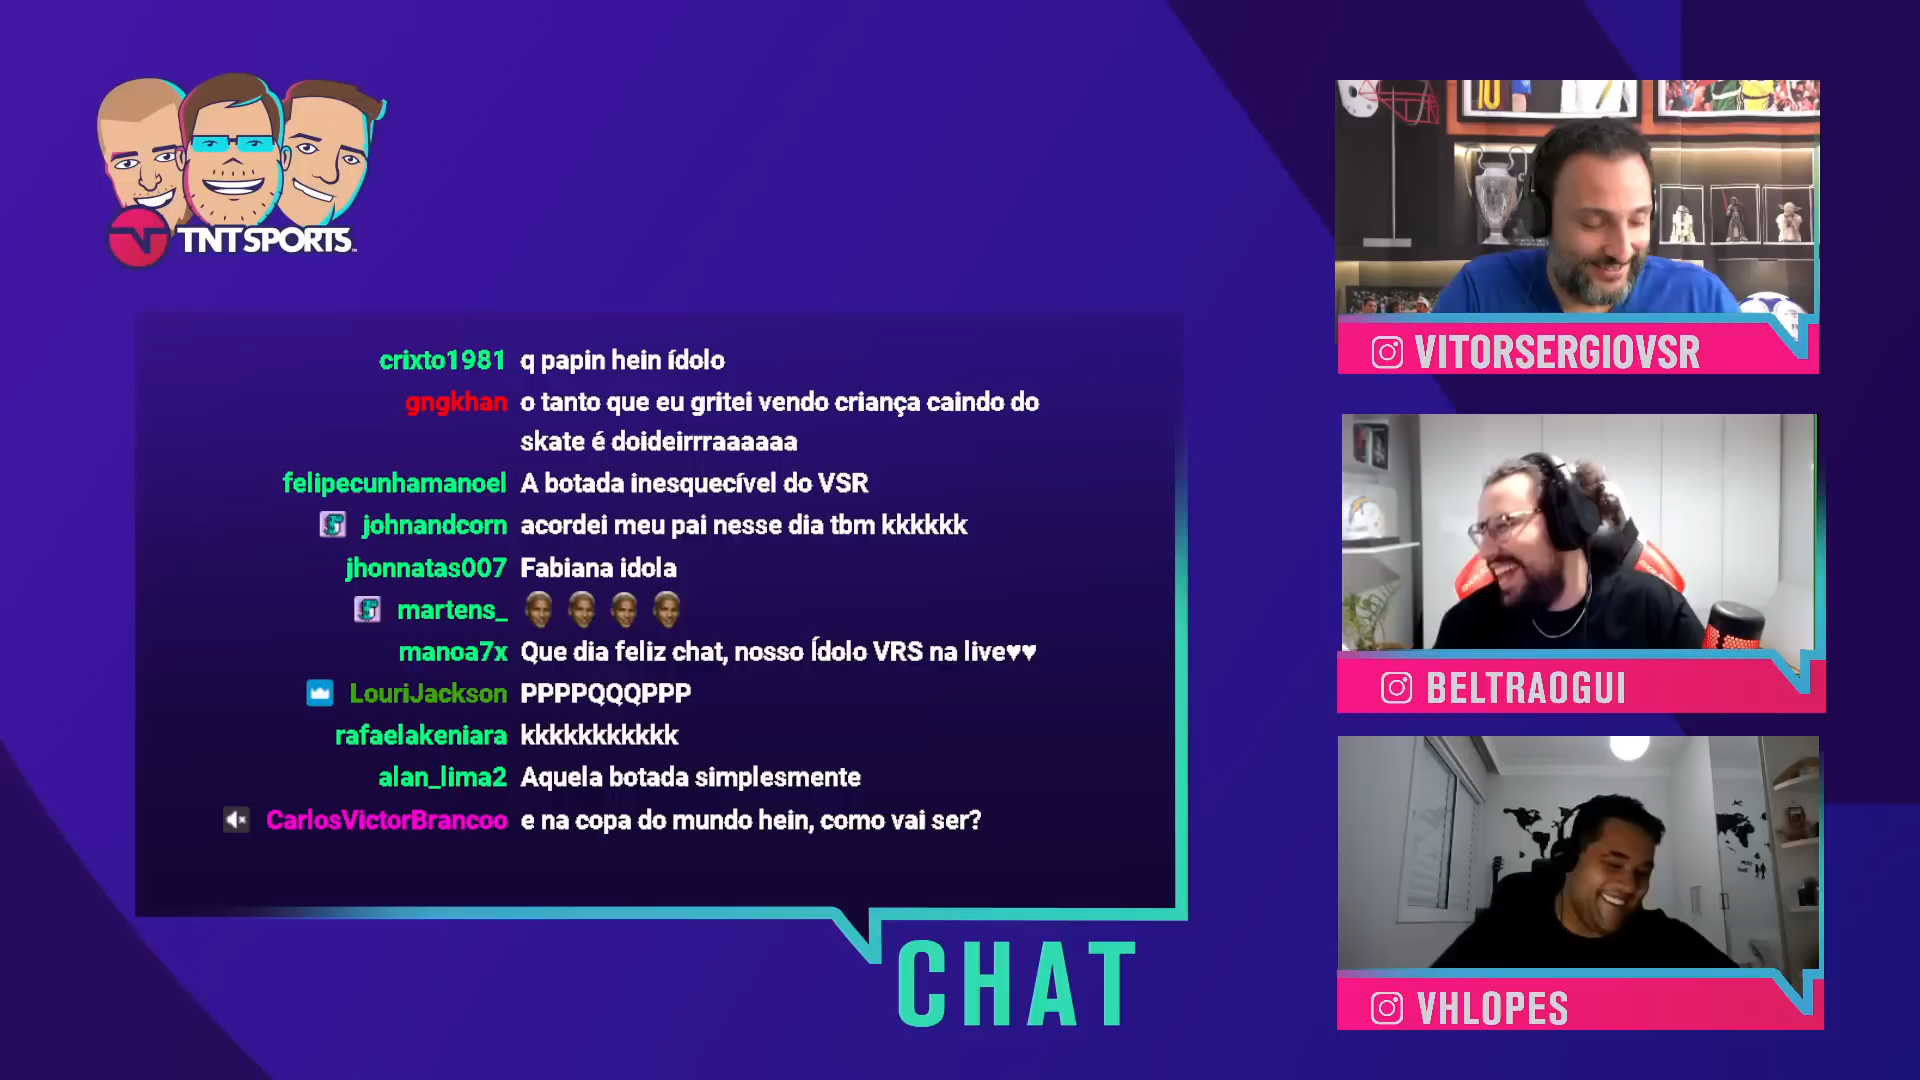 TNT SPORTS
crixto1981 q papin hein ídolo
gngkhan o tanto que eu gritei vendo criança caindo do
skate é doideirrraaaaaa
felipecunhamanoel A botada inesquecível do VSR
johnandcorn acordei meu pai nesse dia tbm kkkkkk
jhonnatas007 Fabiana idola
martens_
manoa7x Que dia feliz chat, nosso Ídolo VRS na live♥♥
LouriJackson PPPPQQQPPP
rafaelakeniara kkkkkkkkkkk
alan_lima2 Aquela botada simplesmente
CarlosVictorBrancoo e na copa do mundo hein, como vai ser?
CHAT
10
VITORSERGIOVSR
BELTRAOGUI
VHLOPES